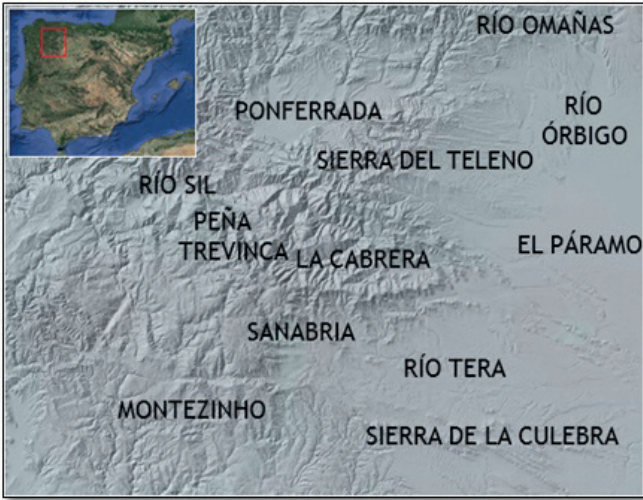 RÍO OMAÑAS
PONFERRADA
RÍO
ÓRBIGO
SIERRA DEL TELENO
RÍO SIL
PEÑA
TREVINCA
LA CABRERA
EL PÁRAMO
SANABRIA
RÍO TERA
MONTEZINHO
SIERRA DE LA CULEBRA